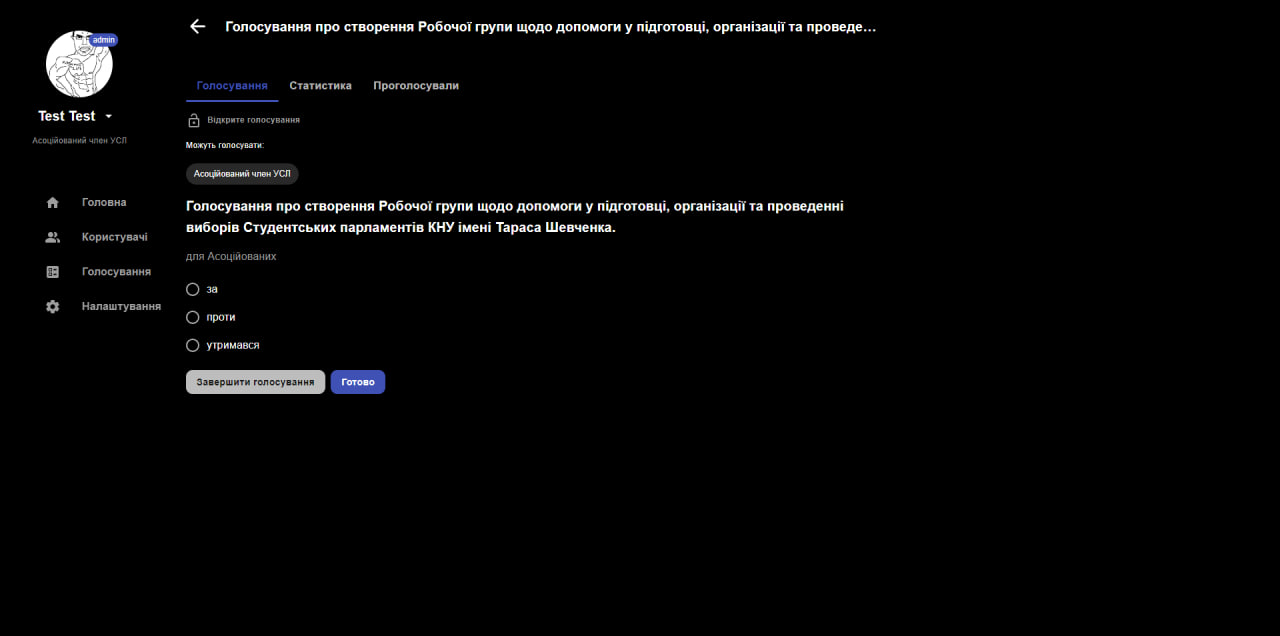 admin
Test Test
Асоційований член УСЛ
Головна
Користувачі
Голосування
Налаштування
Голосування про створення Робочої групи щодо допомоги у підготовці, організації та проведе...
Голосування Статистика Проголосували
Відкрите голосування
Можуть голосувати:
Асоційований член УСЛ
Голосування про створення Робочої групи щодо допомоги у підготовці, організації та проведенні
виборів Студентських парламентів КНУ імені Тараса Шевченка.
для Асоційованих
за
проти
утримався
Завершити голосування Готово